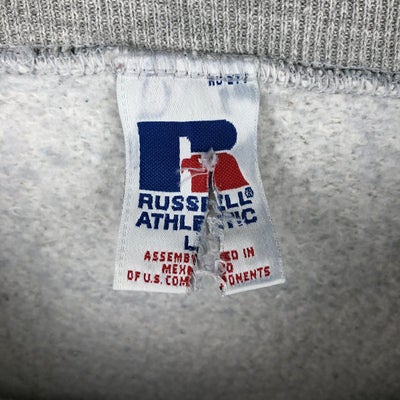 R
RUSSELL®
ATHLETIC
L
ASSEMBLED IN
MEXICO
OF U.S. COMPONENTS